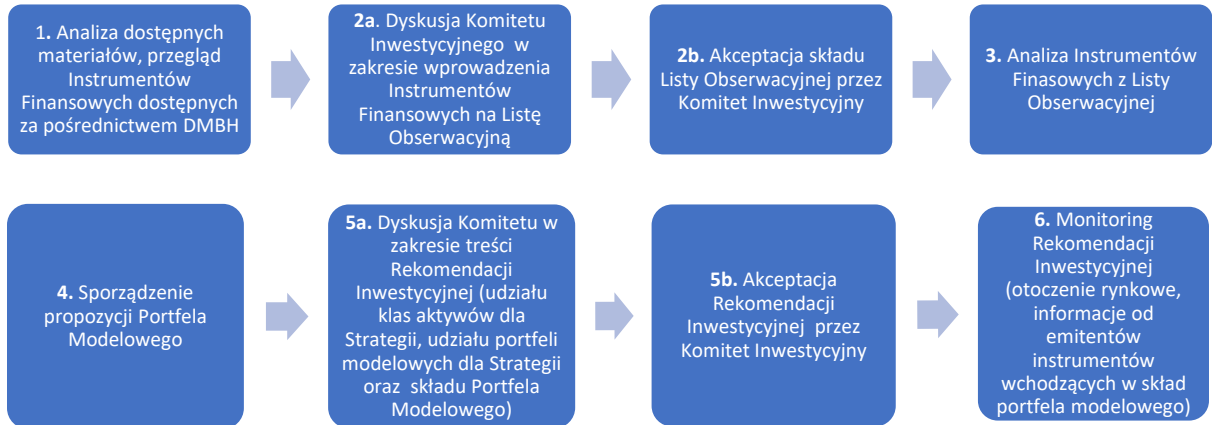 1. Analiza dostępnych
materiałów, przegląd
Instrumentów
Finansowych dostępnych
za pośrednictwem DMBH
2a. Dyskusja Komitetu
Inwestycyjnego w
zakresie wprowadzenia
Instrumentów
Finansowych na Listę
Obserwacyjną
2b. Akceptacja składu
Listy Obserwacyjnej przez
Komitet Inwestycyjny
3. Analiza Instrumentów
Finasowych z Listy
Obserwacyjnej
4. Sporządzenie
propozycji Portfela
Modelowego
5a. Dyskusja Komitetu w
zakresie treści
Rekomendacji
Inwestycyjnej (udziału
klas aktywów dla
Strategii, udziału portfeli
modelowych dla Strategii
oraz składu Portfela
Modelowego)
5b. Akceptacja
Rekomendacji
Inwestycyjnej przez
Komitet Inwestycyjny
6. Monitoring
Rekomendacji
Inwestycyjnej
(otoczenie rynkowe,
informacje od
emitentów
instrumentów
wchodzących w skład
portfela modelowego)